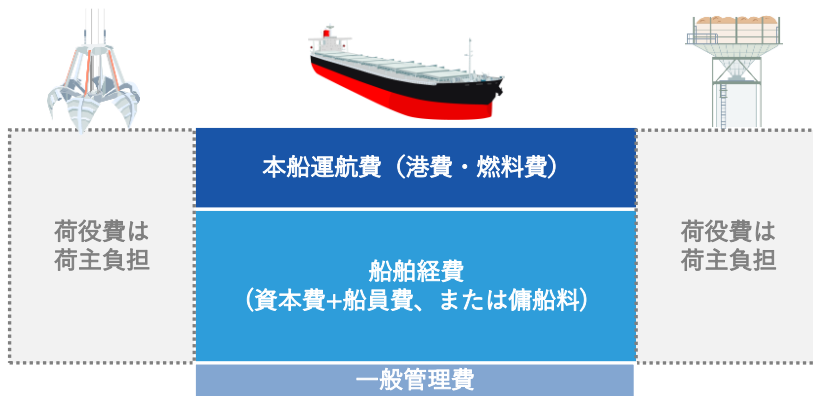 本船運航費（港費・燃料費）
荷役費は
荷主負担
船舶経費
（資本費+船員費、または傭船料）
荷役費は
荷主負担
一般管理費